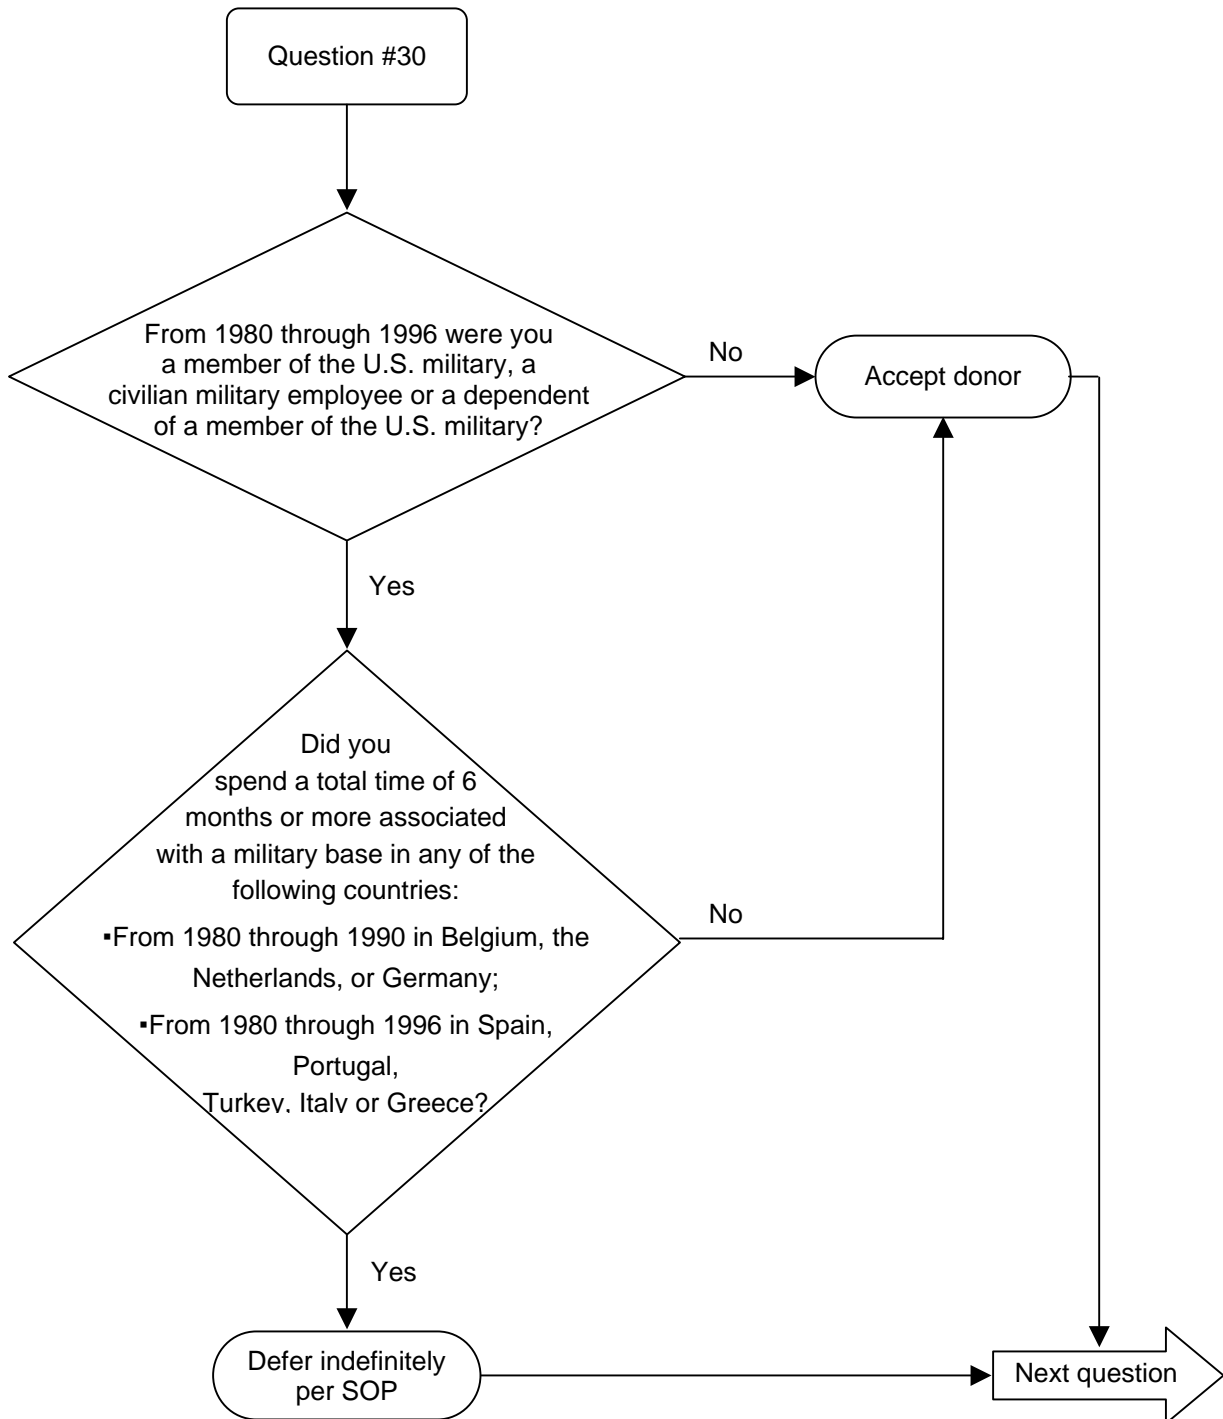 Question #30
From 1980 through 1996 were you
a member of the U.S. military, a
civilian military employee or a dependent
of a member of the U.S. military?
No
Accept donor
Yes
Did you
spend a total time of 6
months or more associated
with a military base in any of the
following countries:
▪From 1980 through 1990 in Belgium, the
Netherlands, or Germany;
▪From 1980 through 1996 in Spain,
Portugal,
Turkey, Italy or Greece?
No
Yes
Defer indefinitely
per SOP
Next question